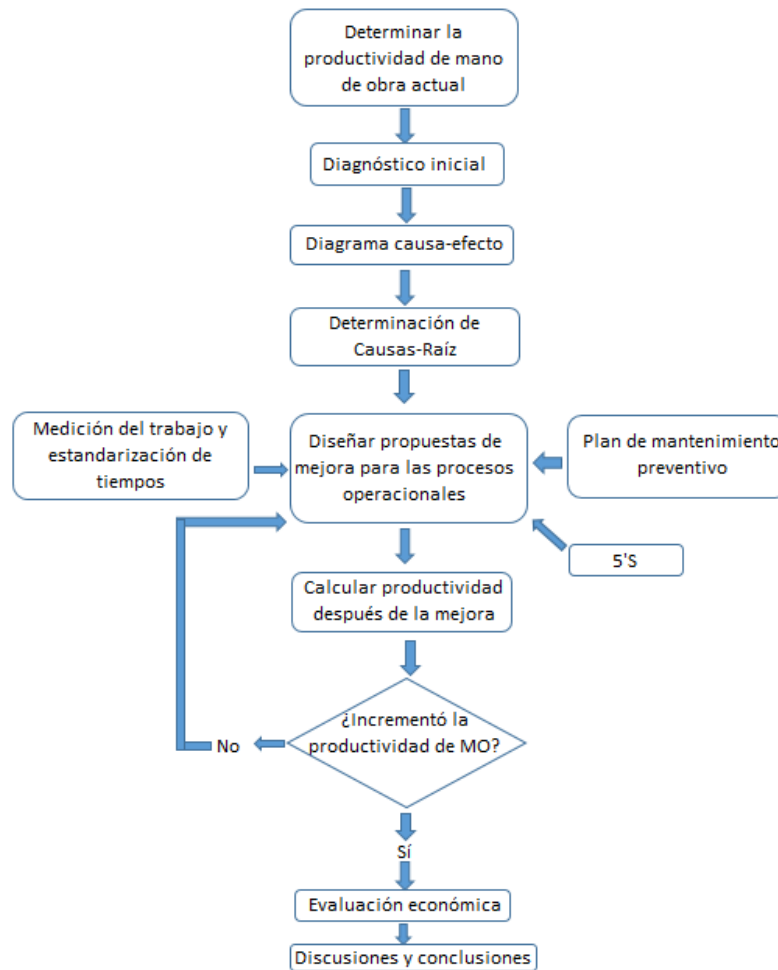 Determinar la
productividad de mano
de obra actual
Diagnóstico inicial
Diagrama causa-efecto
Determinación de
Causas-Raíz
Medición del trabajo y
estandarización de
tiempos
Diseñar propuestas de
mejora para las procesos
operacionales
Plan de mantenimiento
preventivo
5'S
Calcular productividad
después de la mejora
¿Incrementó la
productividad de MO?
No
Sí
Evaluación económica
Discusiones y conclusiones